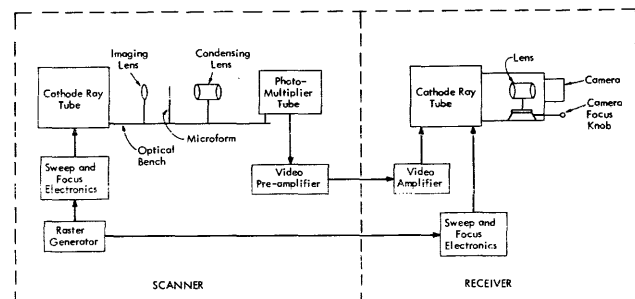 Imaging
Lens
Condensing
Lens
Cathode Ray
Tube
Photo-
Multiplier
Tube
Microform
Optical
Bench
Sweep and
Focus
Electronics
Video
Pre-amplifier
Raster
Generator
SCANNER
Lens
Cathode Ray
Tube
Camera
Camera
Focus
Knob
Video
Amplifier
Sweep and
Focus
Electronics
RECEIVER